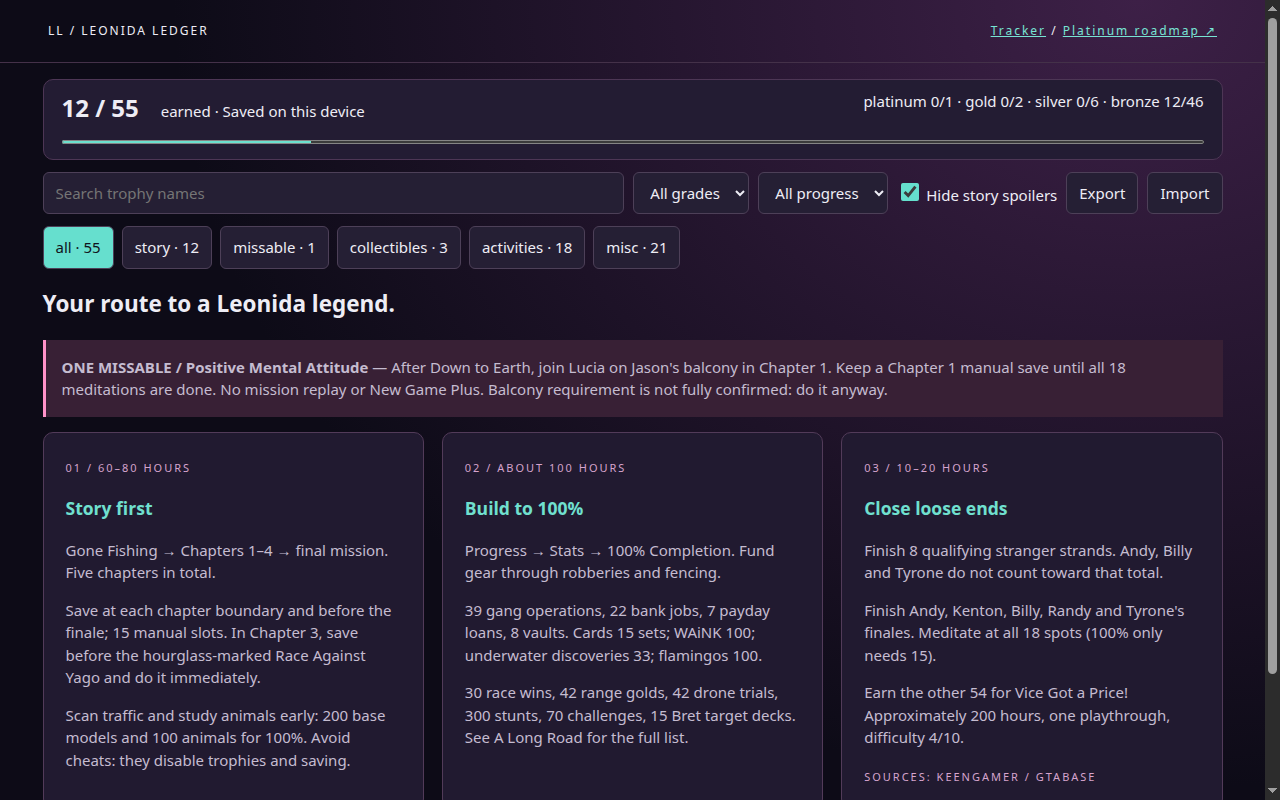 LL / LEONIDA LEDGER
Tracker / Platinum roadmap ↗
12 / 55 earned · Saved on this device
platinum 0/1 · gold 0/2 · silver 0/6 · bronze 12/46
Search trophy names
All grades
All progress
Hide story spoilers
Export
Import
all · 55
story · 12
missable · 1
collectibles · 3
activities · 18
misc · 21
Your route to a Leonida legend.
ONE MISSABLE / Positive Mental Attitude — After Down to Earth, join Lucia on Jason's balcony in Chapter 1. Keep a Chapter 1 manual save until all 18
meditations are done. No mission replay or New Game Plus. Balcony requirement is not fully confirmed: do it anyway.
01 / 60–80 HOURS
Story first
Gone Fishing → Chapters 1–4 → final mission.
Five chapters in total.
Save at each chapter boundary and before the
finale; 15 manual slots. In Chapter 3, save
before the hourglass-marked Race Against
Yago and do it immediately.
Scan traffic and study animals early: 200 base
models and 100 animals for 100%. Avoid
cheats: they disable trophies and saving.
02 / ABOUT 100 HOURS
Build to 100%
Progress → Stats → 100% Completion. Fund
gear through robberies and fencing.
39 gang operations, 22 bank jobs, 7 payday
loans, 8 vaults. Cards 15 sets; WAiNK 100;
underwater discoveries 33; flamingos 100.
30 race wins, 42 range golds, 42 drone trials,
300 stunts, 70 challenges, 15 Bret target decks.
See A Long Road for the full list.
03 / 10–20 HOURS
Close loose ends
Finish 8 qualifying stranger strands. Andy, Billy
and Tyrone do not count toward that total.
Finish Andy, Kenton, Billy, Randy and Tyrone's
finales. Meditate at all 18 spots (100% only
needs 15).
Earn the other 54 for Vice Got a Price!
Approximately 200 hours, one playthrough,
difficulty 4/10.
SOURCES: KEENGAMER / GTABASE